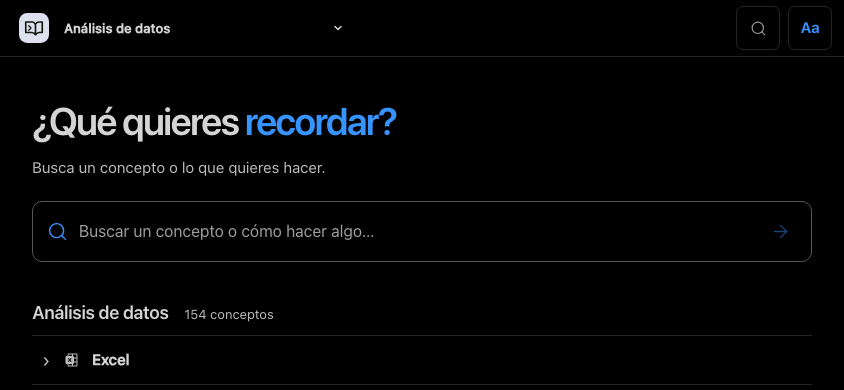 Análisis de datos
Aa
¿Qué quieres recordar?
Busca un concepto o lo que quieres hacer.
Buscar un concepto o cómo hacer algo...
Análisis de datos 154 conceptos
Excel